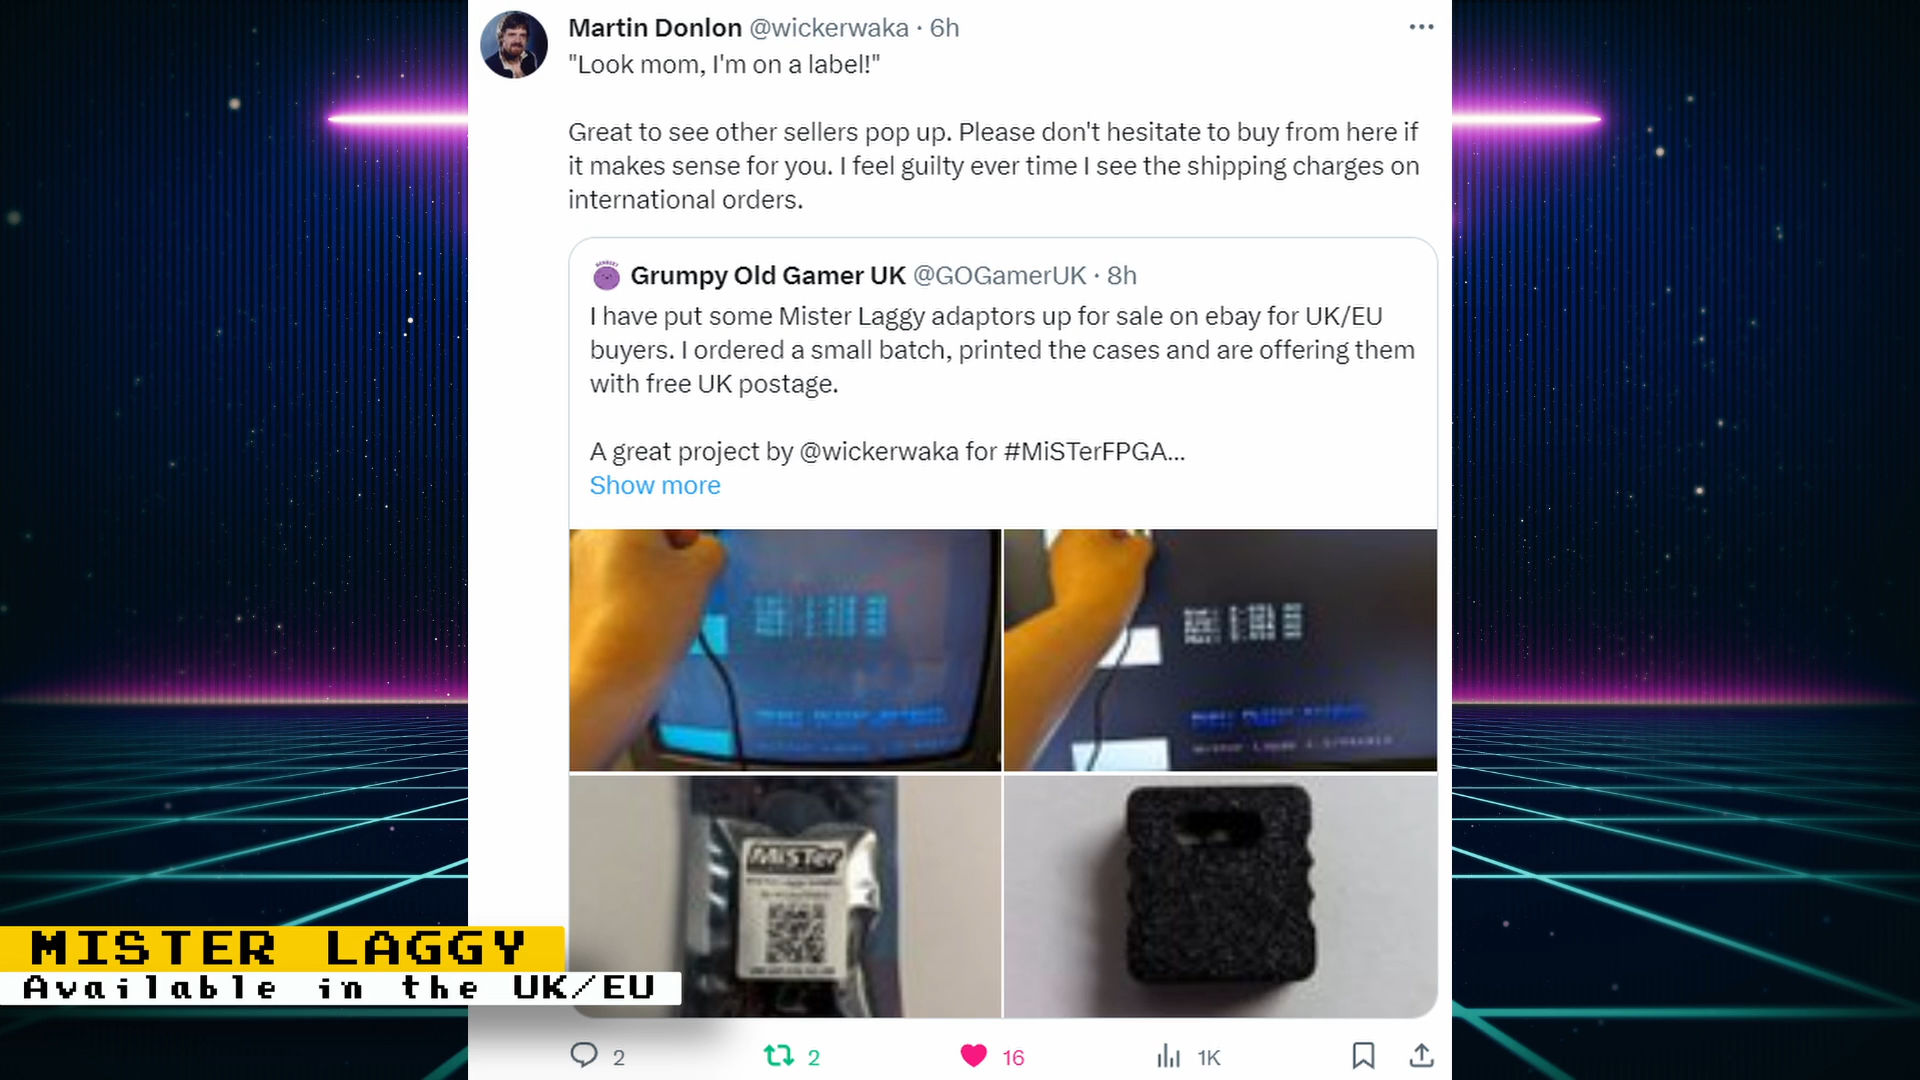 Martin Donlon @wickerwaka · 6h
"Look mom, I'm on a label!"
Great to see other sellers pop up. Please don't hesitate to buy from here if
it makes sense for you. I feel guilty ever time I see the shipping charges on
international orders.
Grumpy Old Gamer UK @GOGamerUK · 8h
I have put some Mister Laggy adaptors up for sale on ebay for UK/EU
buyers. I ordered a small batch, printed the cases and are offering them
with free UK postage.
A great project by @wickerwaka for #MiSTerFPGA...
Show more
MiSTer
MISTER LAGGY
Available in the UK/EU
2
2
16
1K